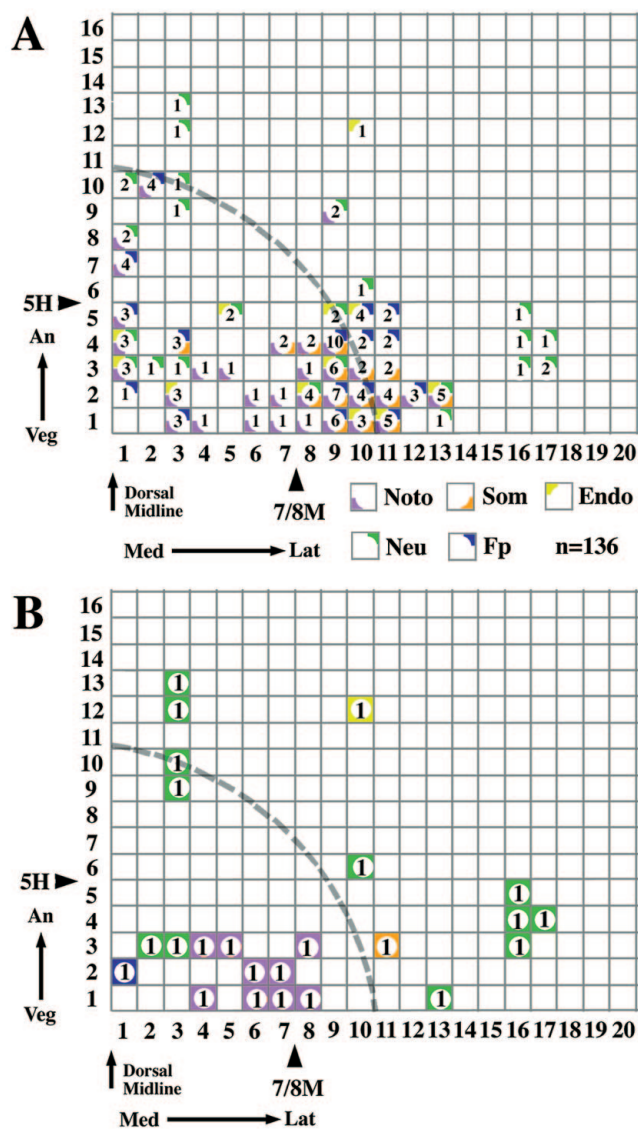 A
16
15
14
13 1
12 1 1
11
10 2 4 1
9 1 2
8 2
7 4
6 1
5H
5 3 2 2 4 2 1
An
4 3 3 2 2 10 2 2 1 1
3 3 1 1 1 1 1 6 2 2 1 2
2 1 3 1 1 4 7 4 4 3 5
Veg 1 3 1 1 1 1 6 3 5 1
1 2 3 4 5 6 7 8 9 10 11 12 13 14 15 16 17 18 19 20
Dorsal
Midline
7/8M
Med Lat
Noto Som Endo
Neu Fp n=136
B
16
15
14
13 1
12 1 1
11
10 1
9 1
8
7
6 1
5H
5 1
An
4 1 1
3 1 1 1 1 1 1 1
2 1 1 1
Veg 1 1 1 1 1 1
1 2 3 4 5 6 7 8 9 10 11 12 13 14 15 16 17 18 19 20
Dorsal
Midline
7/8M
Med Lat